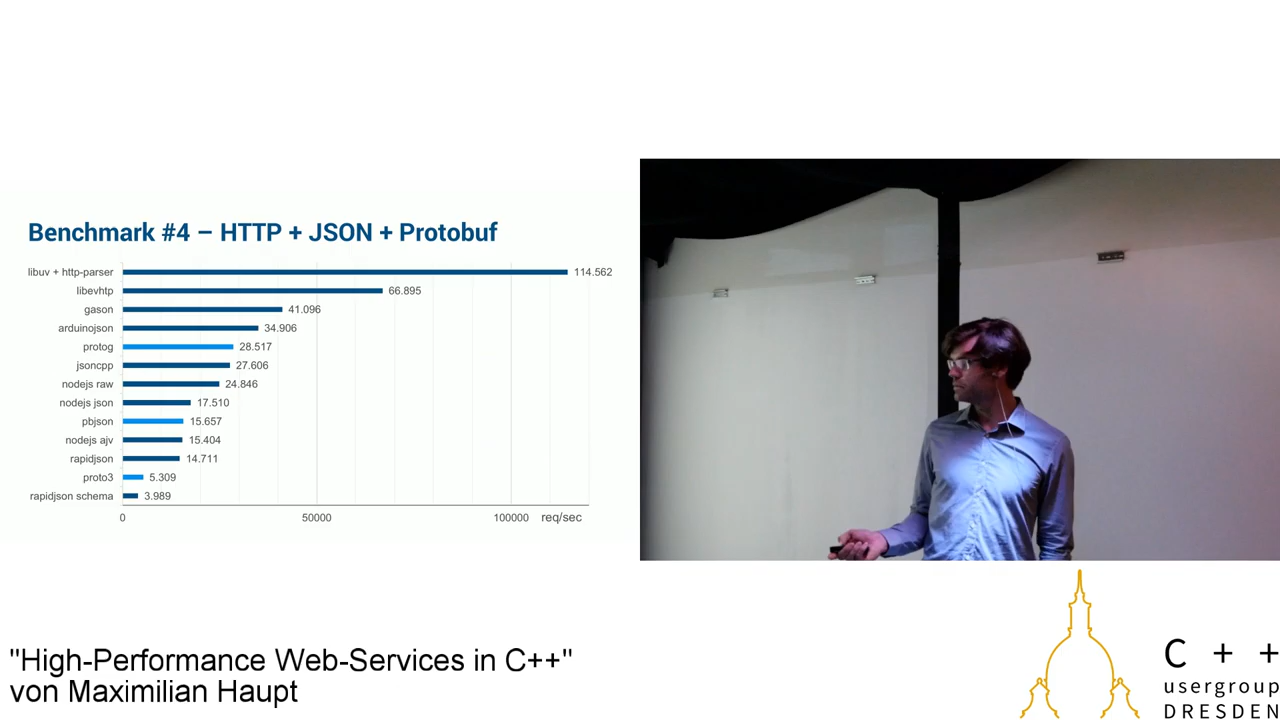 Benchmark #4 – HTTP + JSON + Protobuf
libuv + http-parser 114.562
libevhtp 66.895
gason 41.096
arduinojson 34.906
protog 28.517
jsoncpp 27.606
nodejs raw 24.846
nodejs json 17.510
pbjson 15.657
nodejs ajv 15.404
rapidjson 14.711
proto3 5.309
rapidjson schema 3.989
0 50000 100000 req/sec
"High-Performance Web-Services in C++"
von Maximilian Haupt
C + +
usergroup
DRESDEN